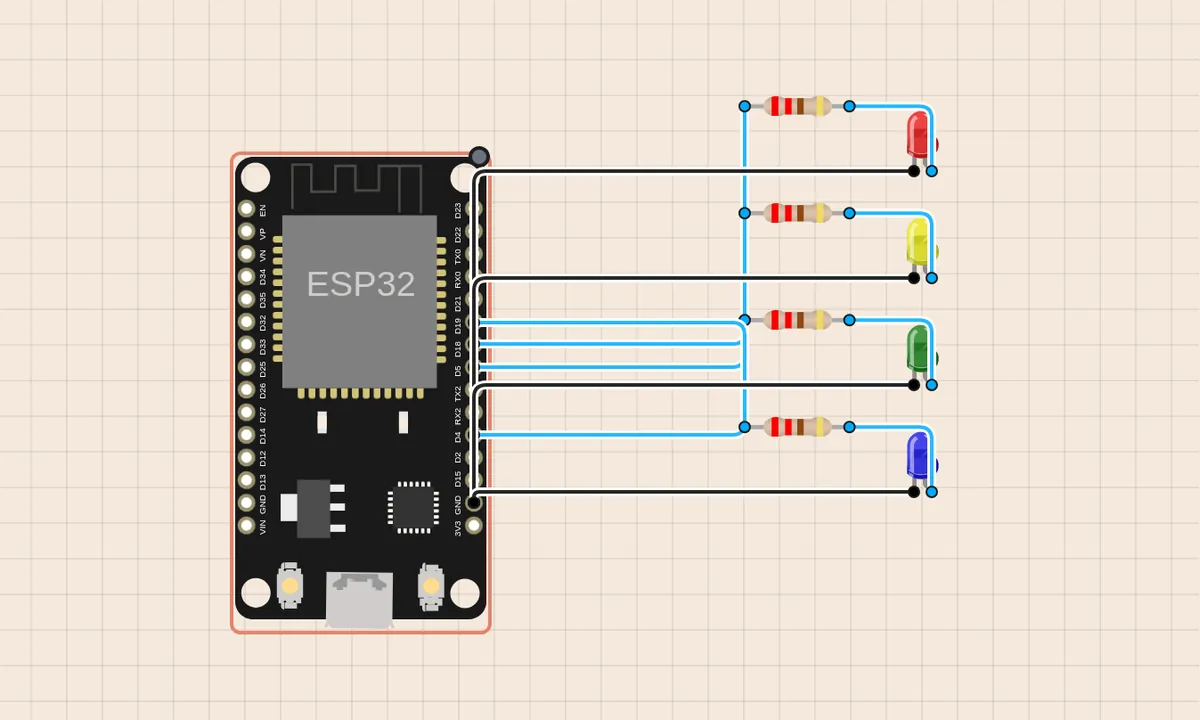 ESP32
EN
VP
VN
D34
D35
D32
D33
D25
D26
D27
D14
D12
D13
GND
VIN
D23
D22
TX0
RX0
D21
D19
D18
D5
TX2
RX2
D4
D2
D15
GND
3V3